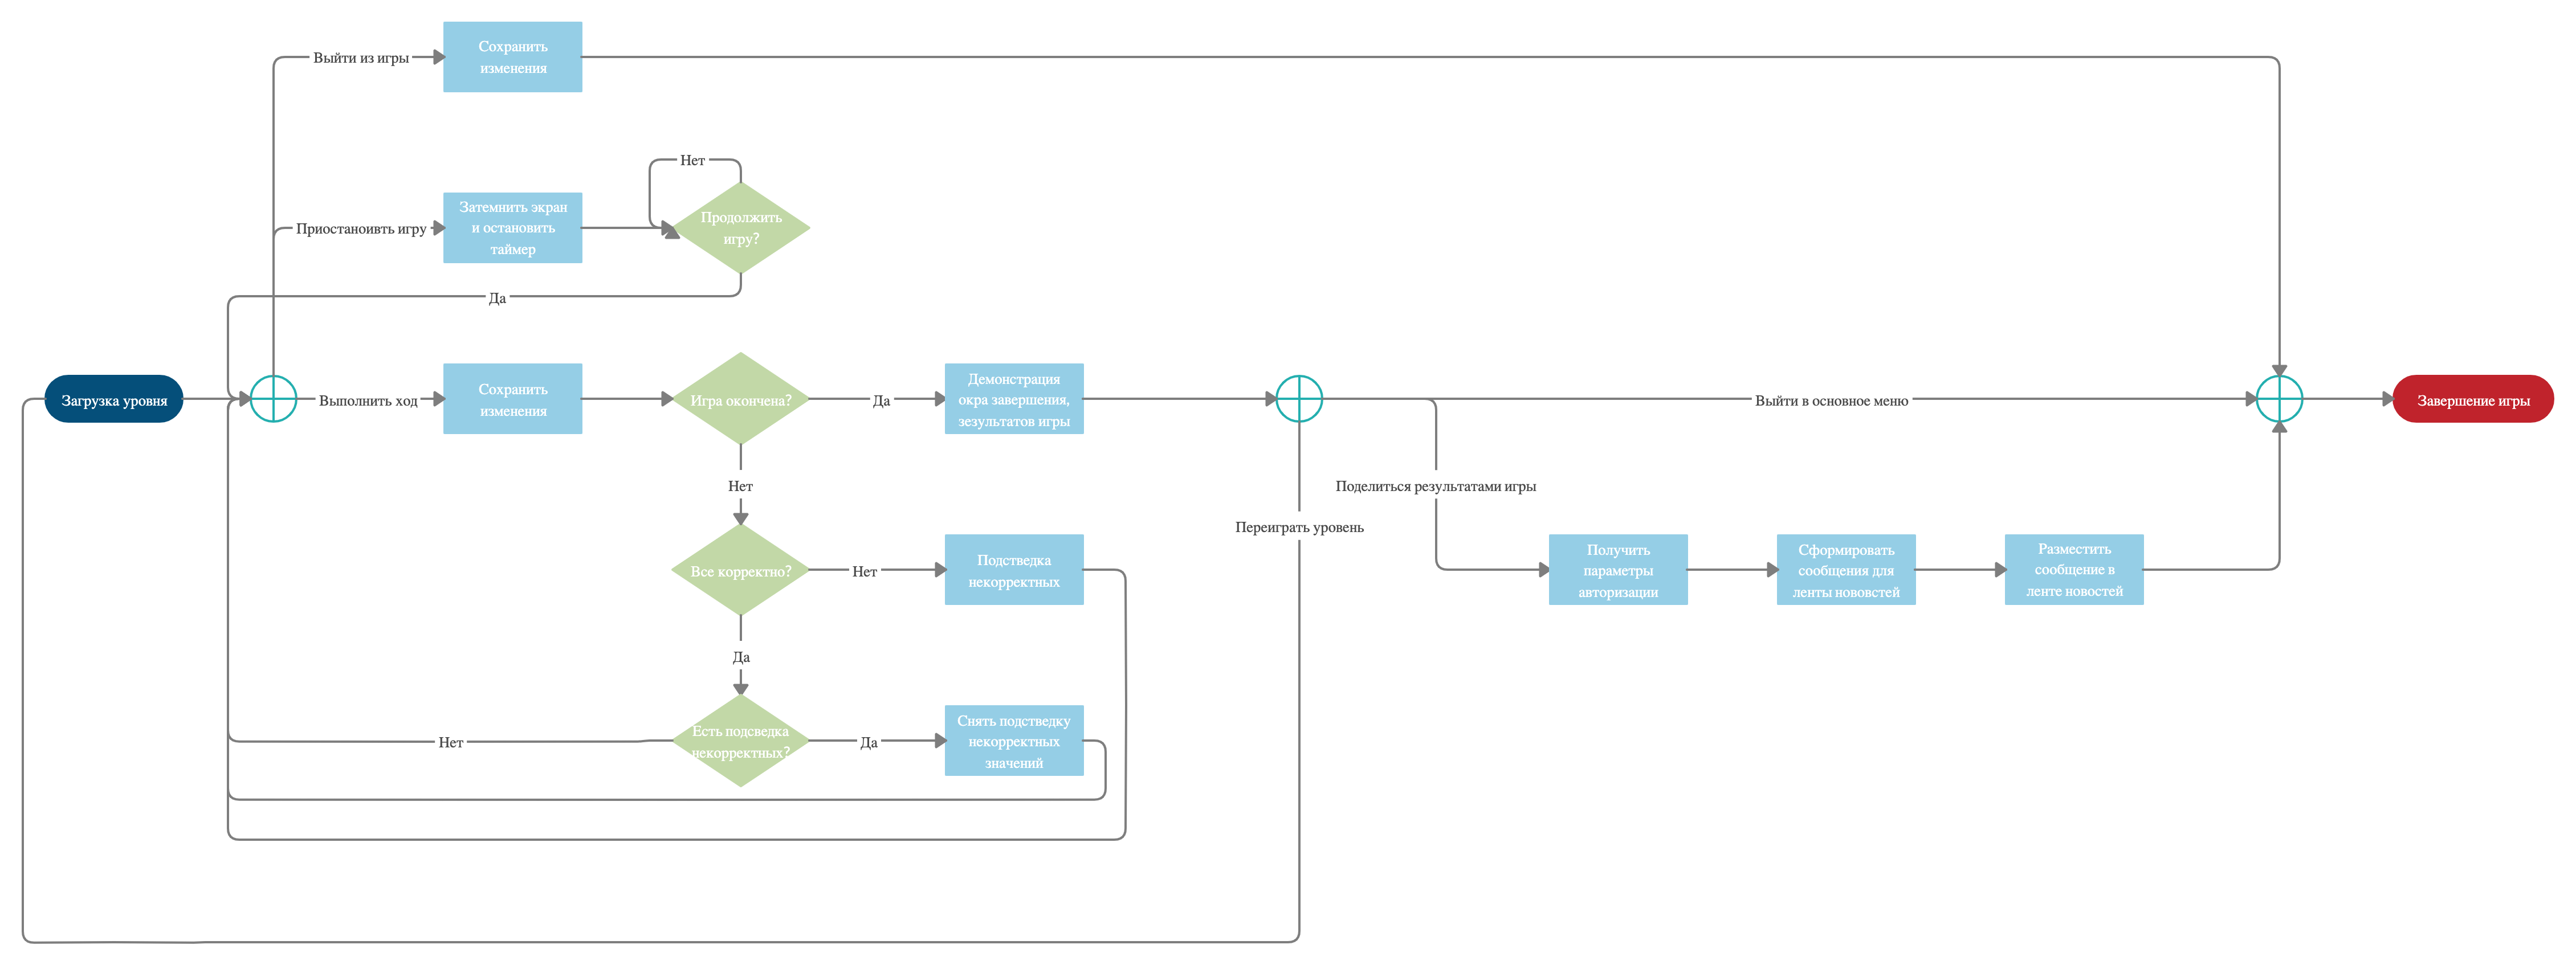 Выйти из игры
Сохранить
изменения
Нет
Приостаноивть игру
Затемнить экран
и остановить
таймер
Продолжить
игру?
Да
Загрузка уровня
Выполнить ход
Сохранить
изменения
Игра окончена?
Да
Демонстрация
окра завершения,
зезультатов игры
Выйти в основное меню
Завершение игры
Нет
Поделиться результатами игры
Переиграть уровень
Все корректно?
Нет
Подстведка
некорректных
Получить
параметры
авторизации
Сформировать
сообщения для
ленты нововстей
Разместить
сообщение в
ленте новостей
Да
Нет
Есть подсведка
некорректных?
Да
Снять подстведку
некорректных
значений